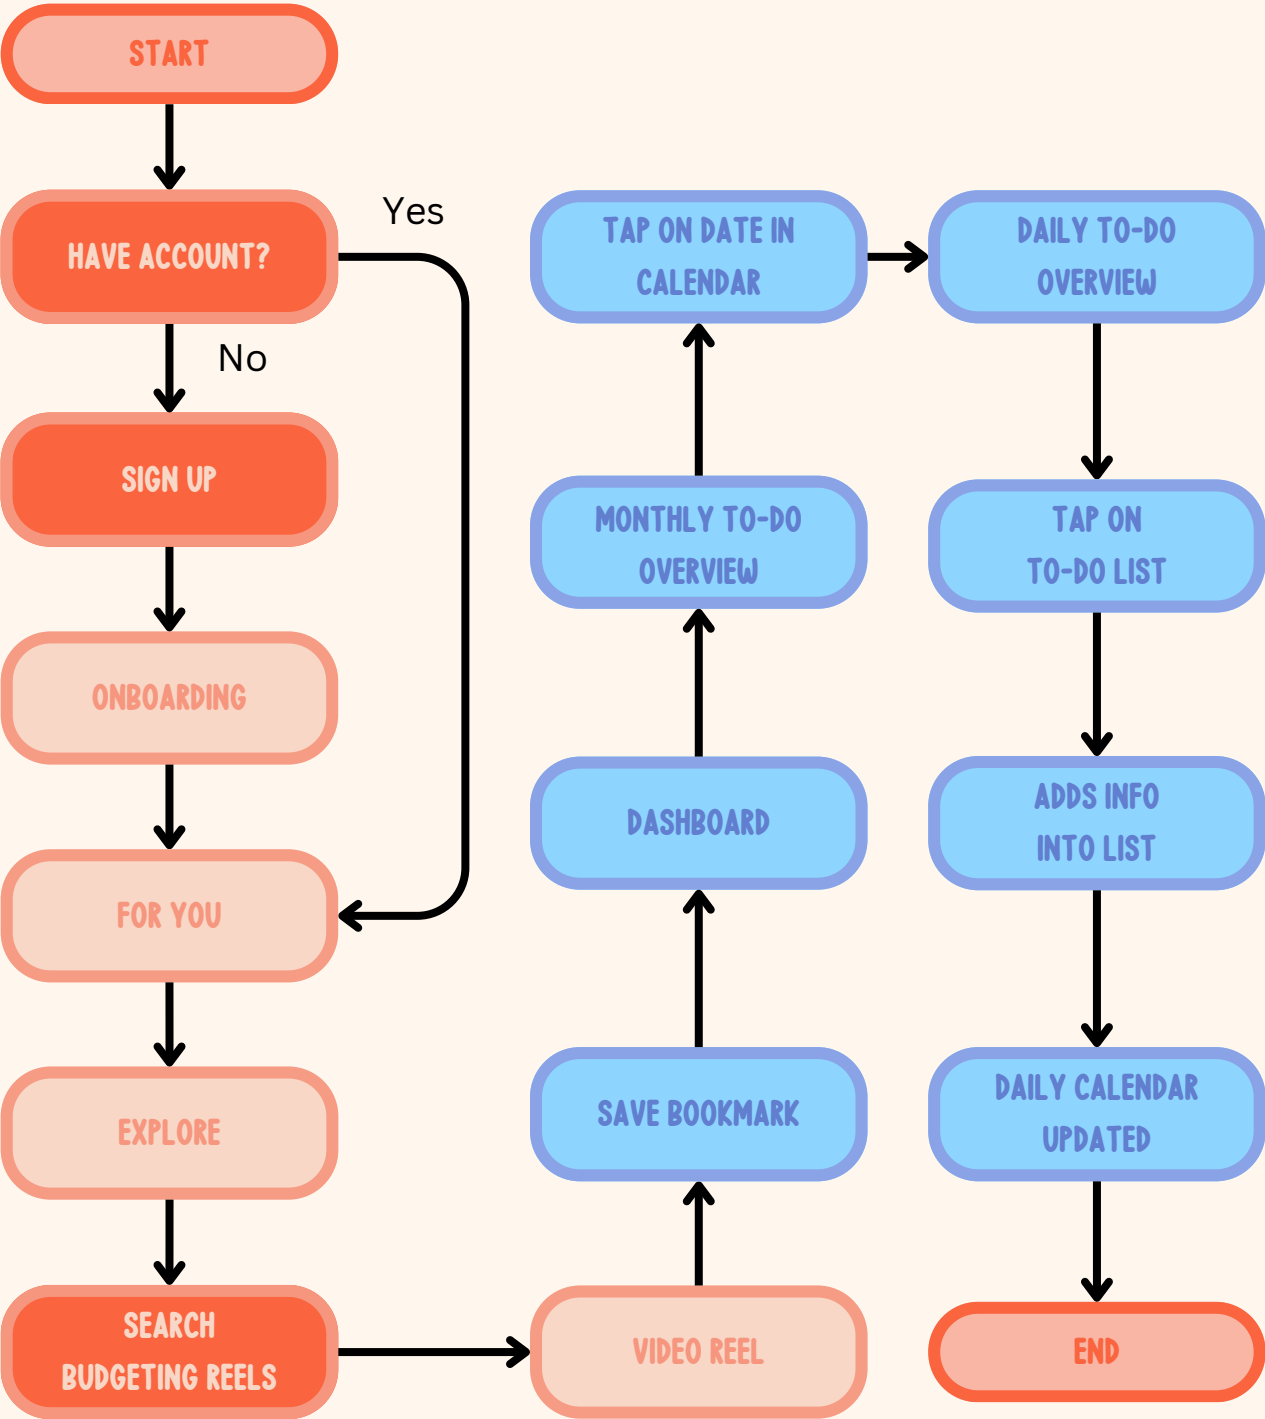 START
HAVE ACCOUNT?
Yes
No
SIGN UP
ONBOARDING
FOR YOU
EXPLORE
SEARCH
BUDGETING REELS
VIDEO REEL
SAVE BOOKMARK
DASHBOARD
MONTHLY TO-DO
OVERVIEW
TAP ON DATE IN
CALENDAR
DAILY TO-DO
OVERVIEW
TAP ON
TO-DO LIST
ADDS INFO
INTO LIST
DAILY CALENDAR
UPDATED
END